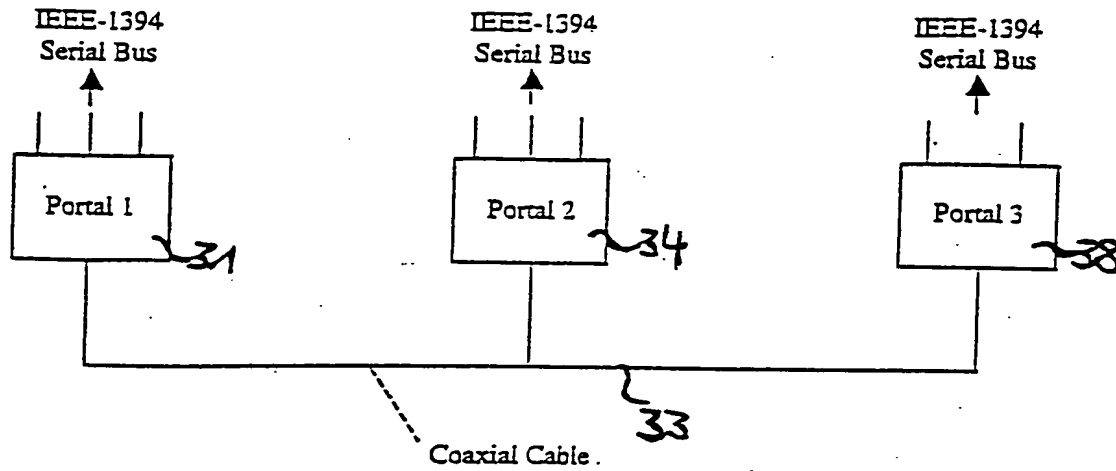 IEEE-1394
Serial Bus
IEEE-1394
Serial Bus
IEEE-1394
Serial Bus
Portal 1
Portal 2
Portal 3
31
34
38
33
Coaxial Cable.